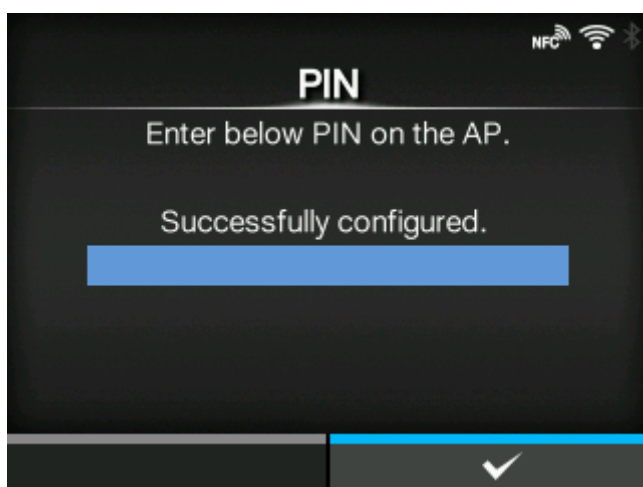 NFC
PIN
Enter below PIN on the AP.
Successfully configured.